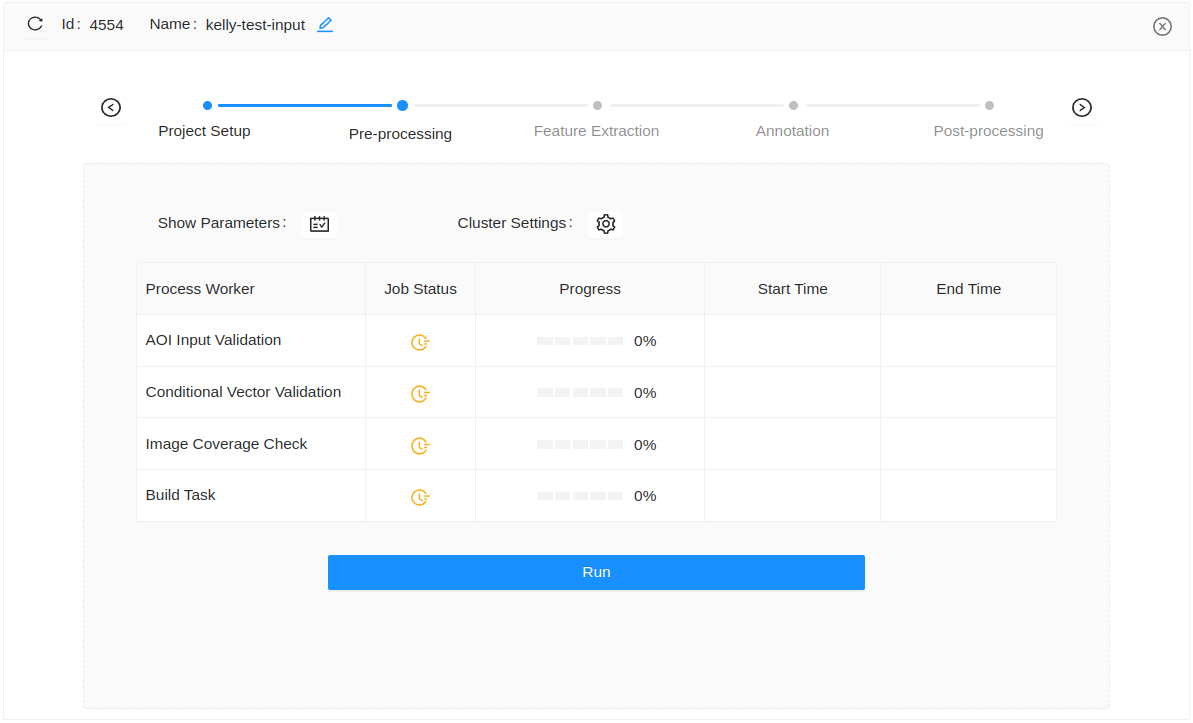 Id : 4554 Name : kelly-test-input
Project Setup Pre-processing Feature Extraction Annotation Post-processing
Show Parameters : Cluster Settings :
Process Worker Job Status Progress Start Time End Time
AOI Input Validation 0%
Conditional Vector Validation 0%
Image Coverage Check 0%
Build Task 0%
Run